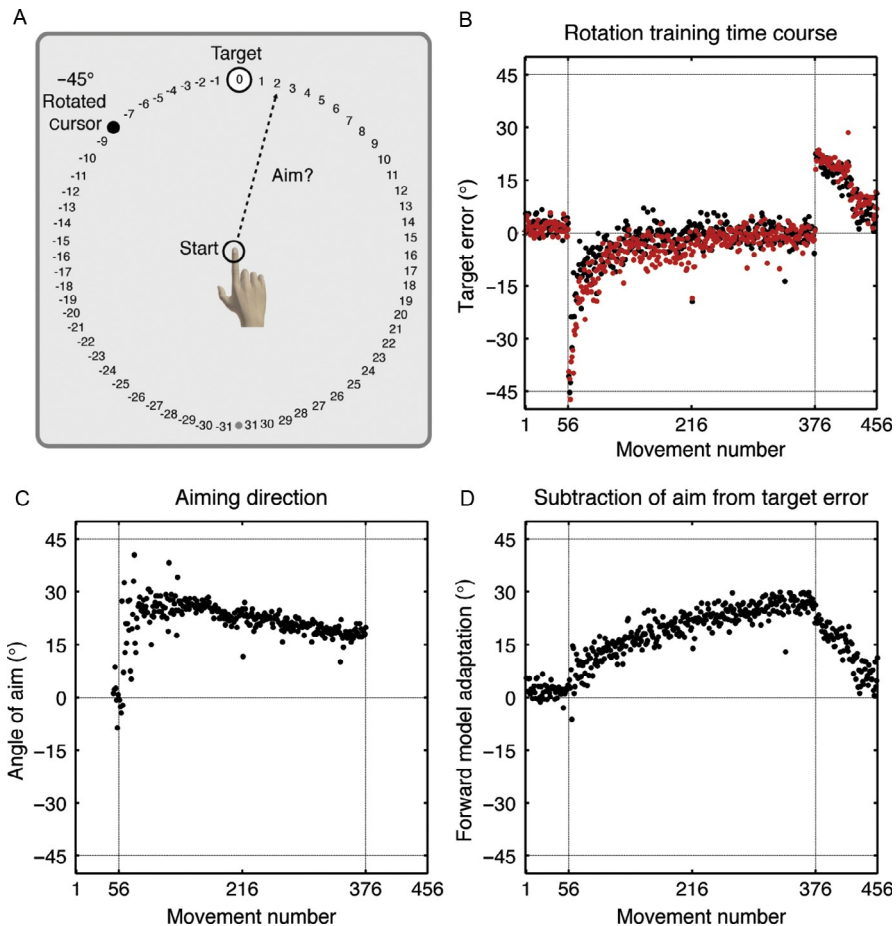 A
Target
-45°
Rotated
cursor
-9 -7 -6 -5 -4 -3 -2 -1 0 1 2 3 4 5 6 7 8 9
-10 10
-11 11
-12 12
-13 13
-14 14
-15 15
-16 16
-17 17
-18 18
-19 19
-20 20
-21 21
-22 22
-23 23
-24 24
-25 25
-26 26
-27 27
-28 28
-29 29
-30 -31 31 30
Aim?
Start
B
Rotation training time course
Target error (°)
45
30
15
0
-15
-30
-45
1 56 216 376 456
Movement number
C
Aiming direction
Angle of aim (°)
45
30
15
0
-15
-30
-45
1 56 216 376 456
Movement number
D
Subtraction of aim from target error
Forward model adaptation (°)
45
30
15
0
-15
-30
-45
1 56 216 376 456
Movement number